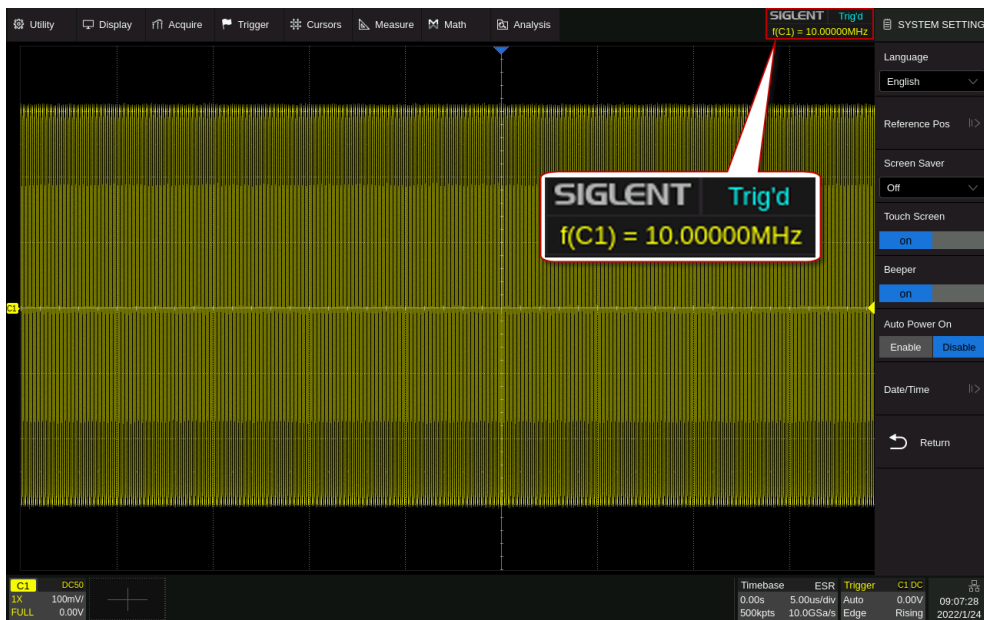 Utility Display Acquire Trigger Cursors Measure Math Analysis
SIGLENT Trig'd
f(C1) = 10.00000MHz
SYSTEM SETTING
Language
English
Reference Pos
Screen Saver
Off
Touch Screen
on
Beeper
on
Auto Power On
Enable Disable
Date/Time
Return
SIGLENT Trig'd
f(C1) = 10.00000MHz
C1
C1 DC50
1X 100mV/
FULL 0.00V
Timebase ESR
0.00s 5.00us/div
500kpts 10.0GSa/s
Trigger C1 DC
Auto 0.00V
Edge Rising
09:07:28
2022/1/24